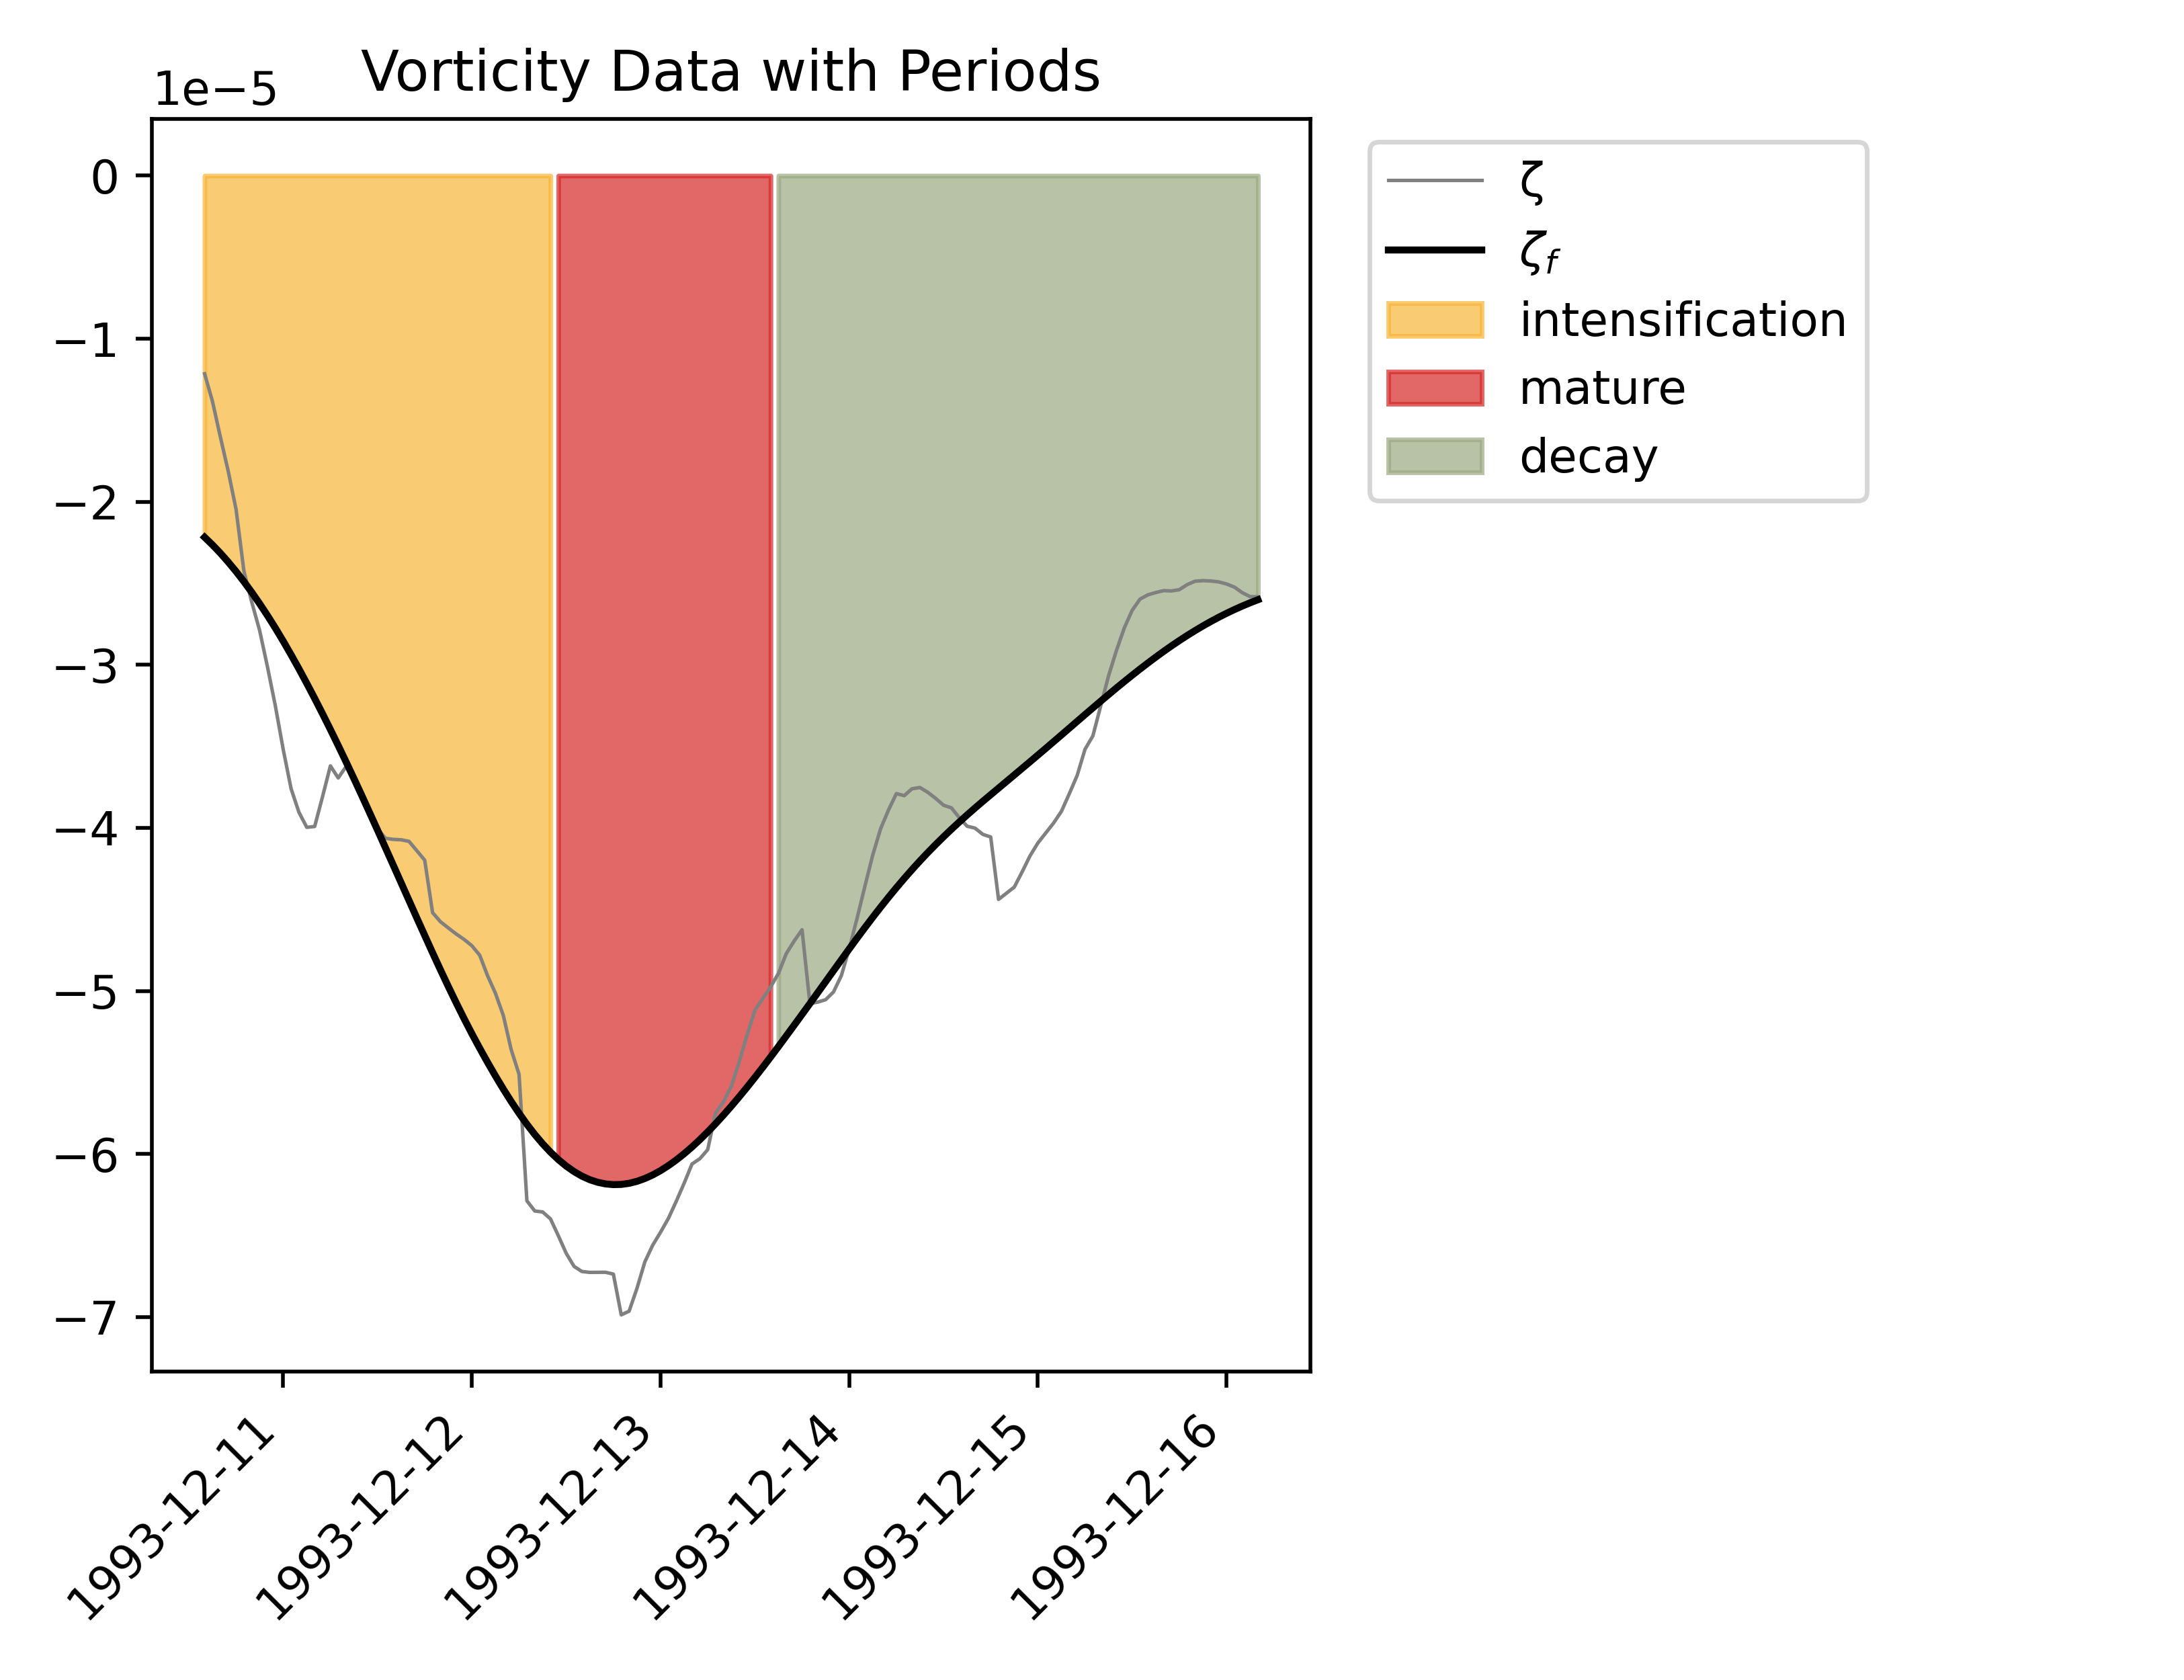 Vorticity Data with Periods
1e−5
0
−1
−2
−3
−4
−5
−6
−7
1993-12-11
1993-12-12
1993-12-13
1993-12-14
1993-12-15
1993-12-16
ζ
ζf
intensification
mature
decay